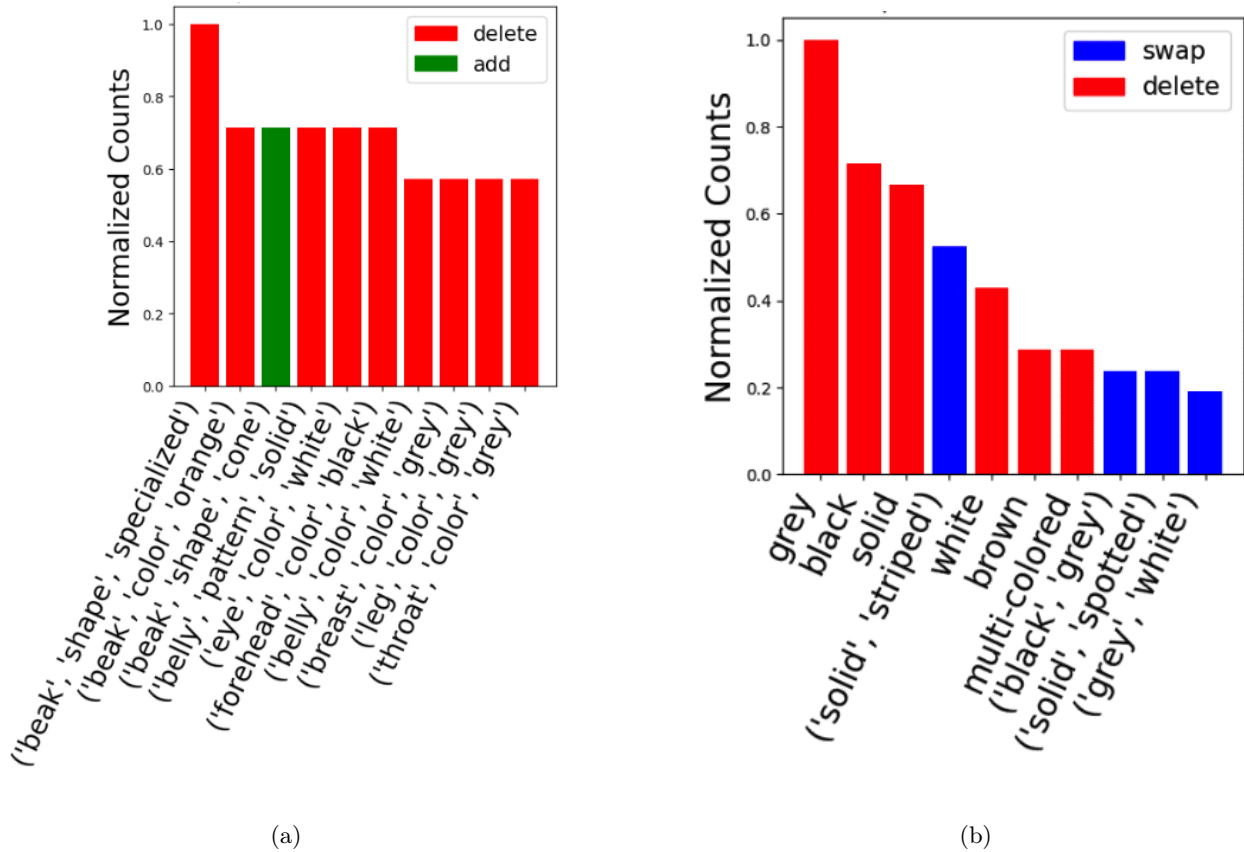 Normalized Counts
1.0
0.8
0.6
0.4
0.2
0.0
delete
add
('beak', 'shape', 'specialized')
('beak', 'color', 'orange')
('beak', 'shape', 'cone')
('belly', 'pattern', 'solid')
('eye', 'color', 'white')
('forehead', 'color', 'black')
('belly', 'color', 'white')
('breast', 'color', 'grey')
('leg', 'color', 'grey')
('throat', 'color', 'grey')
(a)
Normalized Counts
1.0
0.8
0.6
0.4
0.2
0.0
swap
delete
grey
black
solid
('solid', 'striped')
white
brown
multi-colored
('black', 'grey')
('solid', 'spotted')
('grey', 'white')
(b)